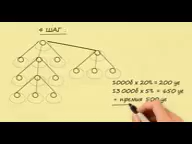 4 ШАГ
1000$ x 20% = 200 уе
13 000$ x 5% = 650 уе
+ премия 500 уе